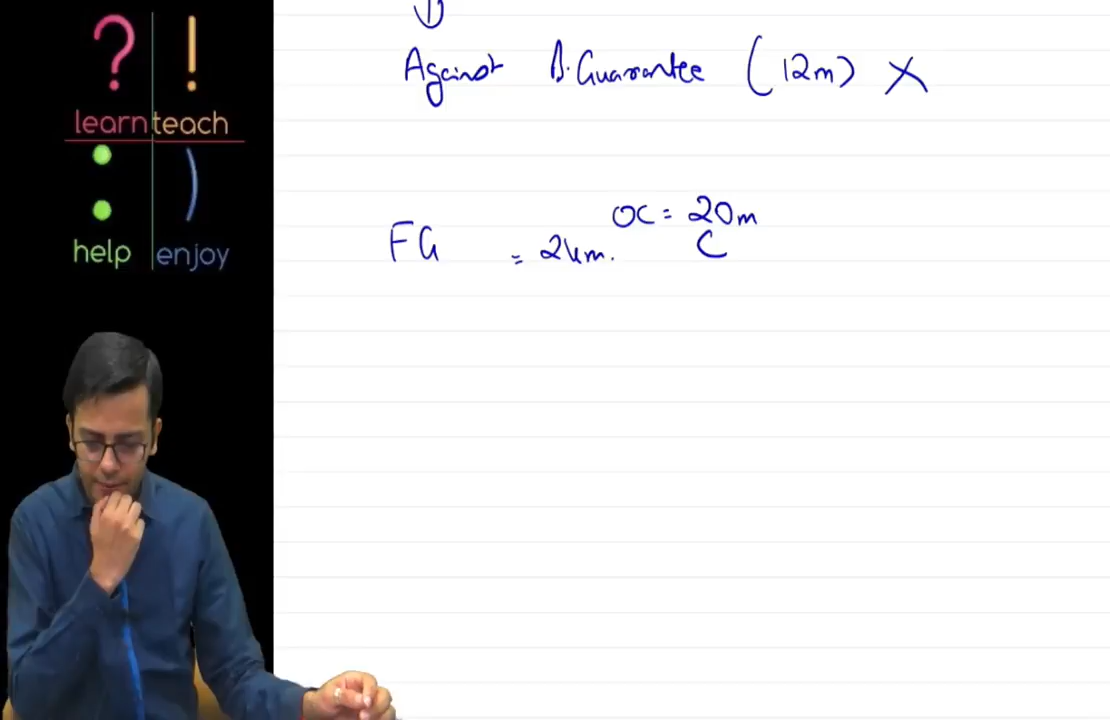 ? !
learn teach
: )
help enjoy
①
Against B.Guarantee (12m) X
OC = 20m
FG = 24m. C